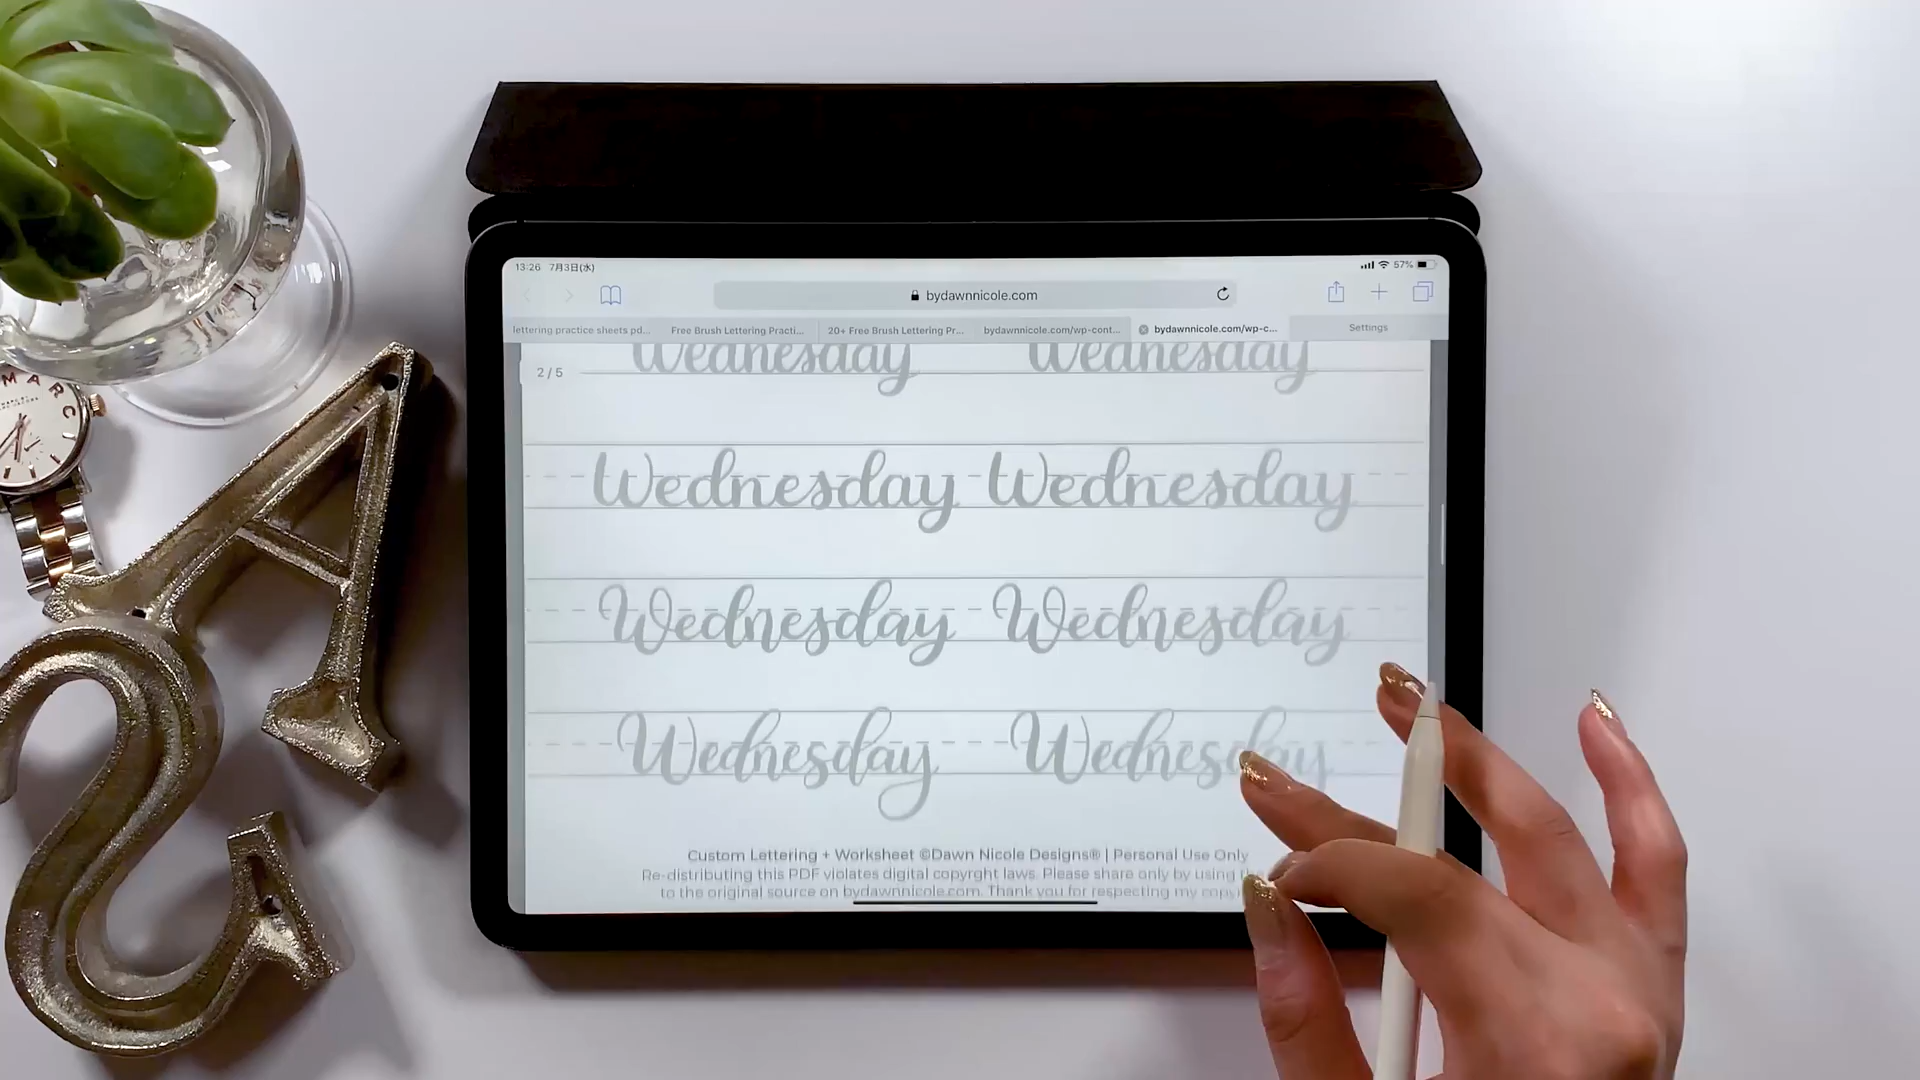 13:26 7月3日(水)
57%
bydawnnicole.com
lettering practice sheets pd... Free Brush Lettering Practi... 20+ Free Brush Lettering Pr... bydawnnicole.com/wp-cont... bydawnnicole.com/wp-c... Settings
Wednesday Wednesday
2/5
Wednesday Wednesday
Wednesday Wednesday
Wednesday Wednesday
Custom Lettering + Worksheet ©Dawn Nicole Designs® | Personal Use Only
Re-distributing this PDF violates digital copyrght laws. Please share only by using
to the original source on bydawnnicole.com. Thank you for respecting my
MARC
A
S